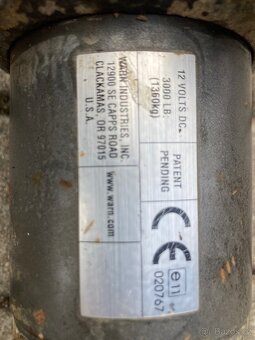 12 VOLTS DC.
3000 LB.
(1360kg)
WARN INDUSTRIES, INC.
12900 SE CAPPS ROAD
CLACKAMAS, OR 97015
U.S.A.
PATENT
PENDING
www.warn.com
CE
e11
020767